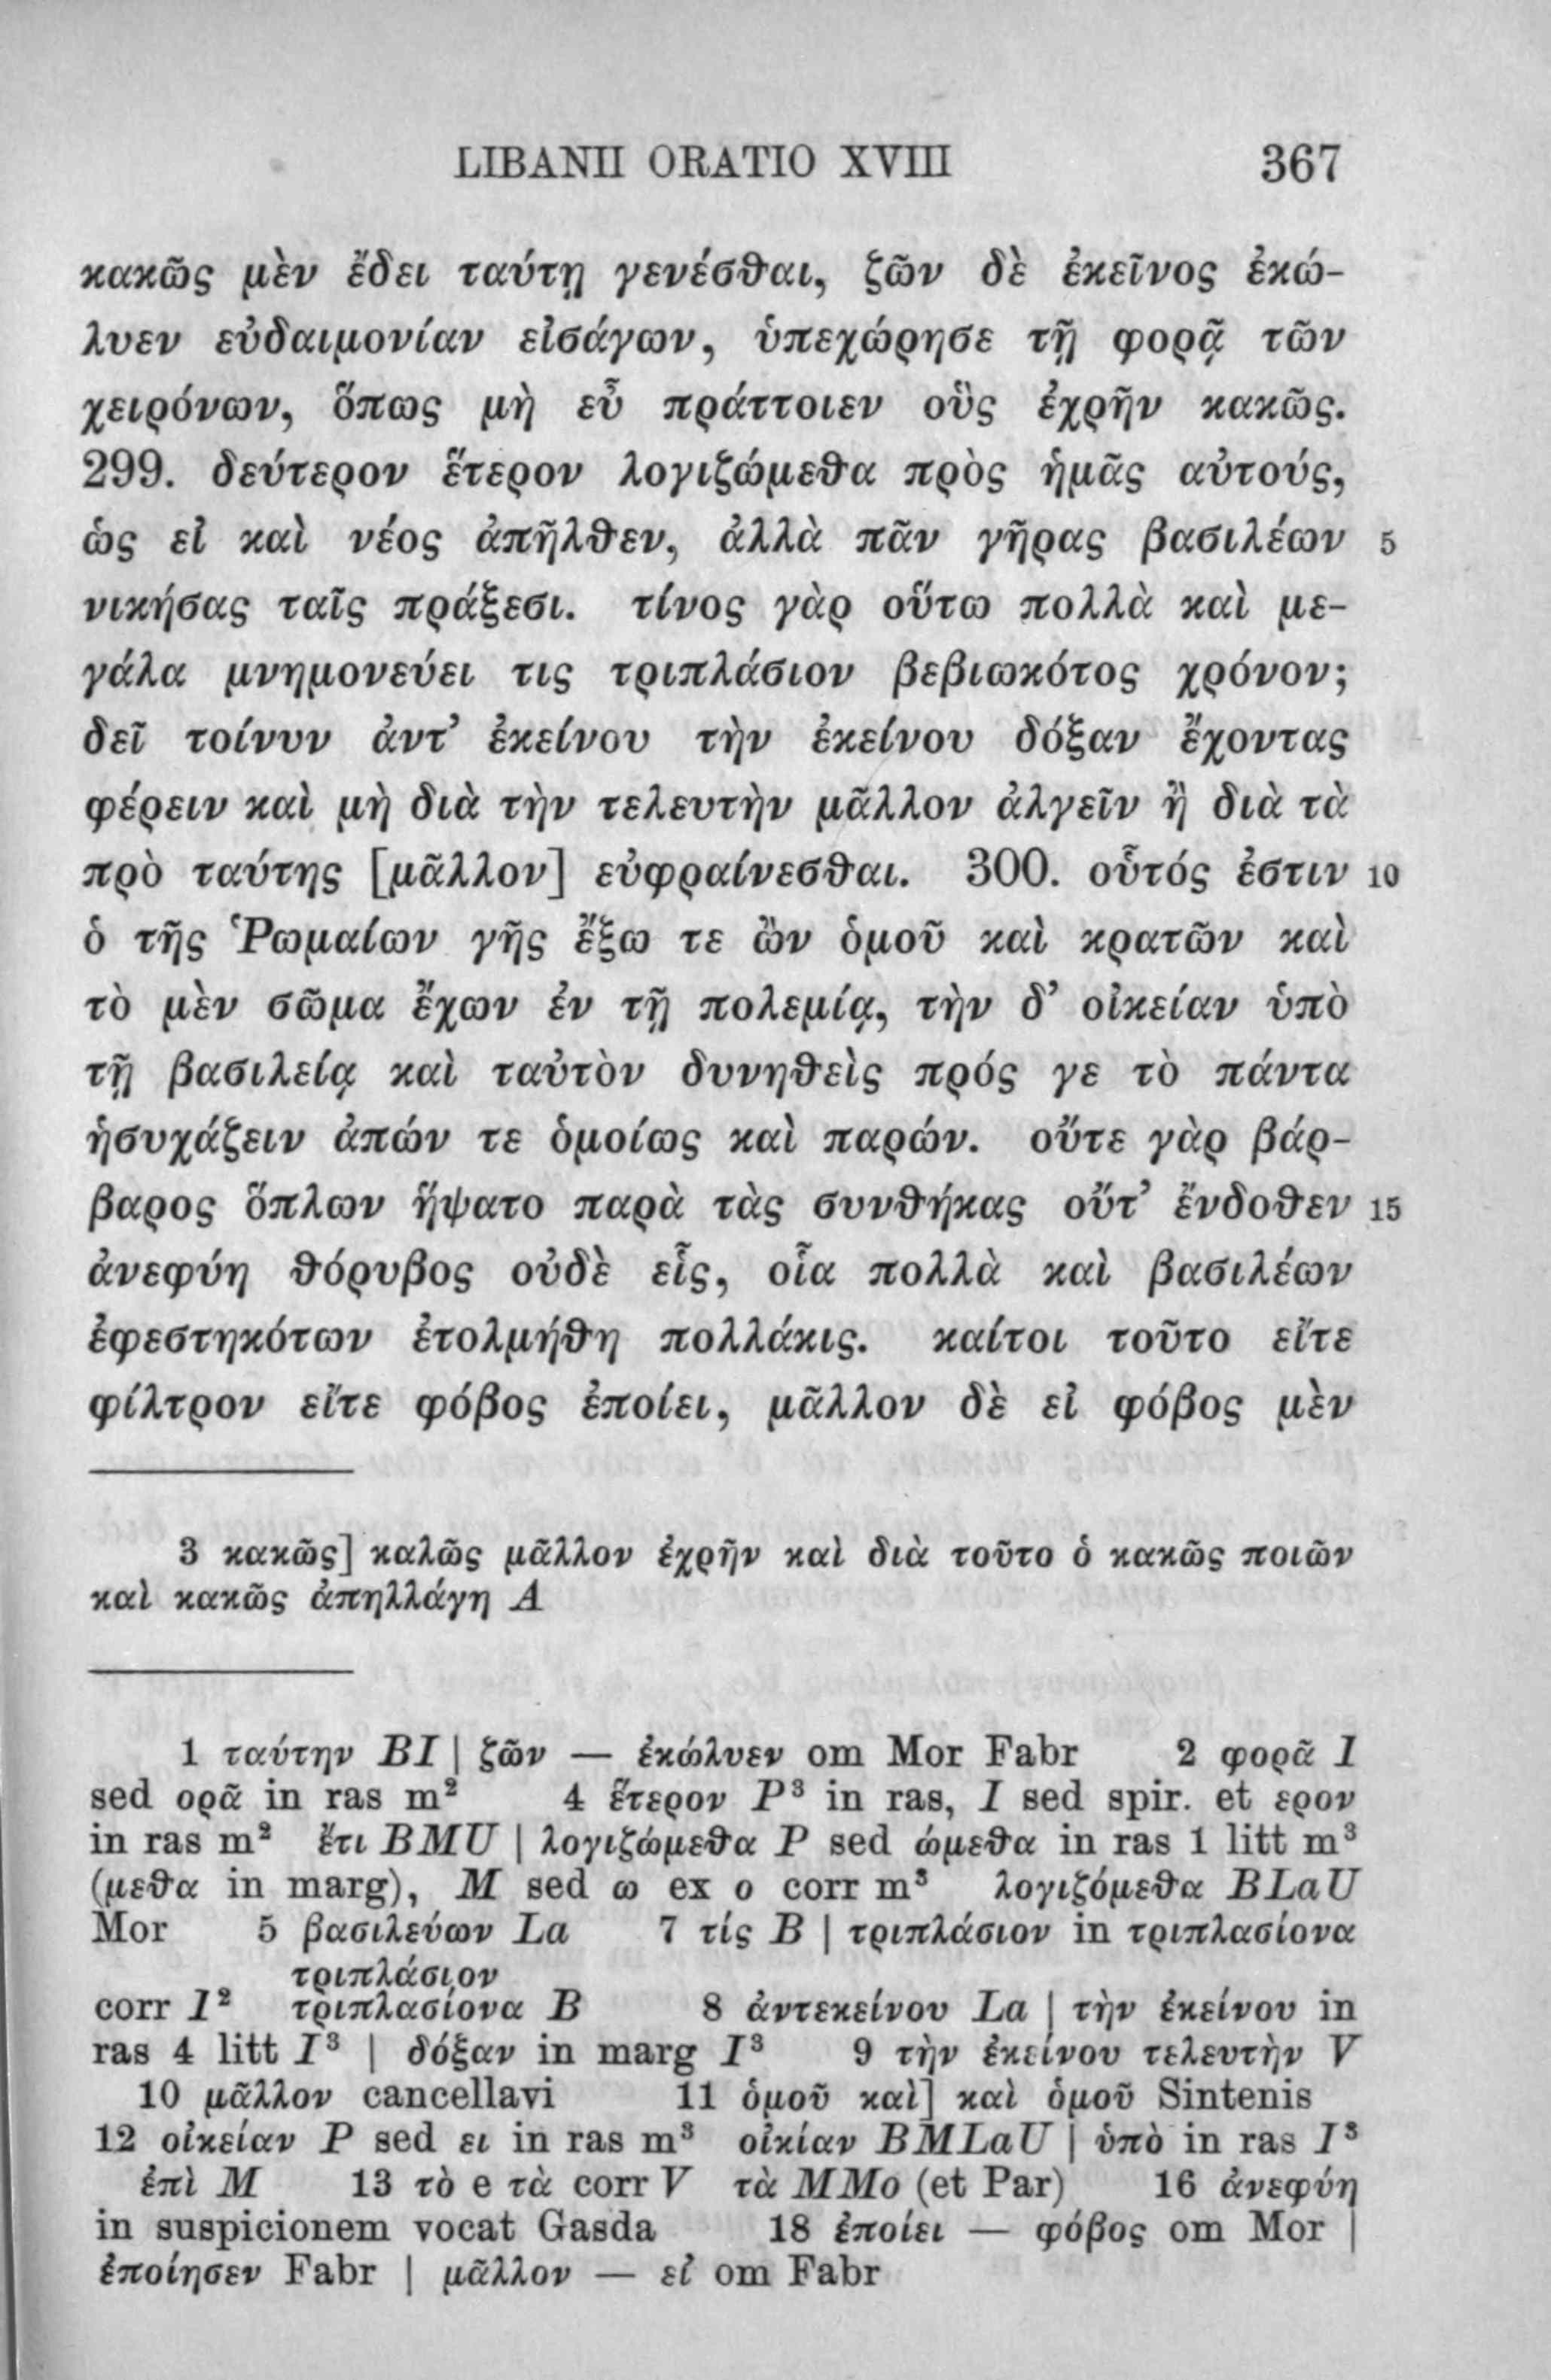 LIBANII ORATIO XVIII 367
κακῶς μὲν ἔδει ταύτῃ γενέσθαι, ζῶν δὲ ἐκεῖνος ἐκώ-
λυεν εὐδαιμονίαν εἰσάγων, ὑπεχώρησε τῇ φορᾷ τῶν
χειρόνων, ὅπως μὴ εὖ πράττοιεν οὓς ἐχρῆν κακῶς.
299. δεύτερον ἕτερον λογιζώμεθα πρὸς ἡμᾶς αὐτούς,
ὡς εἰ καὶ νέος ἀπῆλθεν, ἀλλὰ πᾶν γῆρας βασιλέων 5
νικήσας ταῖς πράξεσι. τίνος γὰρ οὕτω πολλὰ καὶ με-
γάλα μνημονεύει τις τριπλάσιον βεβιωκότος χρόνον;
δεῖ τοίνυν ἀντ’ ἐκείνου τὴν ἐκείνου δόξαν ἔχοντας
φέρειν καὶ μὴ διὰ τὴν τελευτὴν μᾶλλον ἀλγεῖν ἢ διὰ τὰ
πρὸ ταύτης [μᾶλλον] εὐφραίνεσθαι. 300. οὗτός ἐστιν 10
ὁ τῆς Ῥωμαίων γῆς ἔξω τε ὢν ὁμοῦ καὶ κρατῶν καὶ
τὸ μὲν σῶμα ἔχων ἐν τῇ πολεμίᾳ, τὴν δ’ οἰκείαν ὑπὸ
τῇ βασιλείᾳ καὶ ταὐτὸν δυνηθεὶς πρός γε τὸ πάντα
ἡσυχάζειν ἀπών τε ὁμοίως καὶ παρών. οὔτε γὰρ βάρ-
βαρος ὅπλων ἥψατο παρὰ τὰς συνθήκας οὔτ’ ἔνδοθεν 15
ἀνεφύη θόρυβος οὐδὲ εἷς, οἷα πολλὰ καὶ βασιλέων
ἐφεστηκότων ἐτολμήθη πολλάκις. καίτοι τοῦτο εἴτε
φίλτρον εἴτε φόβος ἐποίει, μᾶλλον δὲ εἰ φόβος μὲν
3 κακῶς] καλῶς μᾶλλον ἐχρῆν καὶ διὰ τοῦτο ὁ κακῶς ποιῶν
καὶ κακῶς ἀπηλλάγη A
1 ταύτην BI | ζῶν — ἐκώλυεν om Mor Fabr 2 φορᾶ I
sed ορᾶ in ras m² 4 ἕτερον P³ in ras, I sed spir. et ερον
in ras m² ἔτι BMU | λογιζώμεθα P sed ώμεθα in ras 1 litt m³
(μεθα in marg), M sed ω ex ο corr m³ λογιζόμεθα BLaU
Mor 5 βασιλεύων La 7 τίς B | τριπλάσιον in τριπλασίονα
τριπλάσιον
corr I² τριπλασίονα B 8 ἀντεκείνου La | τὴν ἐκείνου in
ras 4 litt I³ | δόξαν in marg I³ 9 τὴν ἐκείνου τελευτὴν V
10 μᾶλλον cancellavi 11 ὁμοῦ καὶ] καὶ ὁμοῦ Sintenis
12 οἰκείαν P sed ει in ras m³ οἰκίαν BMLaU | ὑπὸ in ras I³
ἐπὶ M 13 τὸ e τὰ corr V τὰ MMo (et Par) 16 ἀνεφύη
in suspicionem vocat Gasda 18 ἐποίει — φόβος om Mor |
ἐποίησεν Fabr | μᾶλλον — εἰ om Fabr